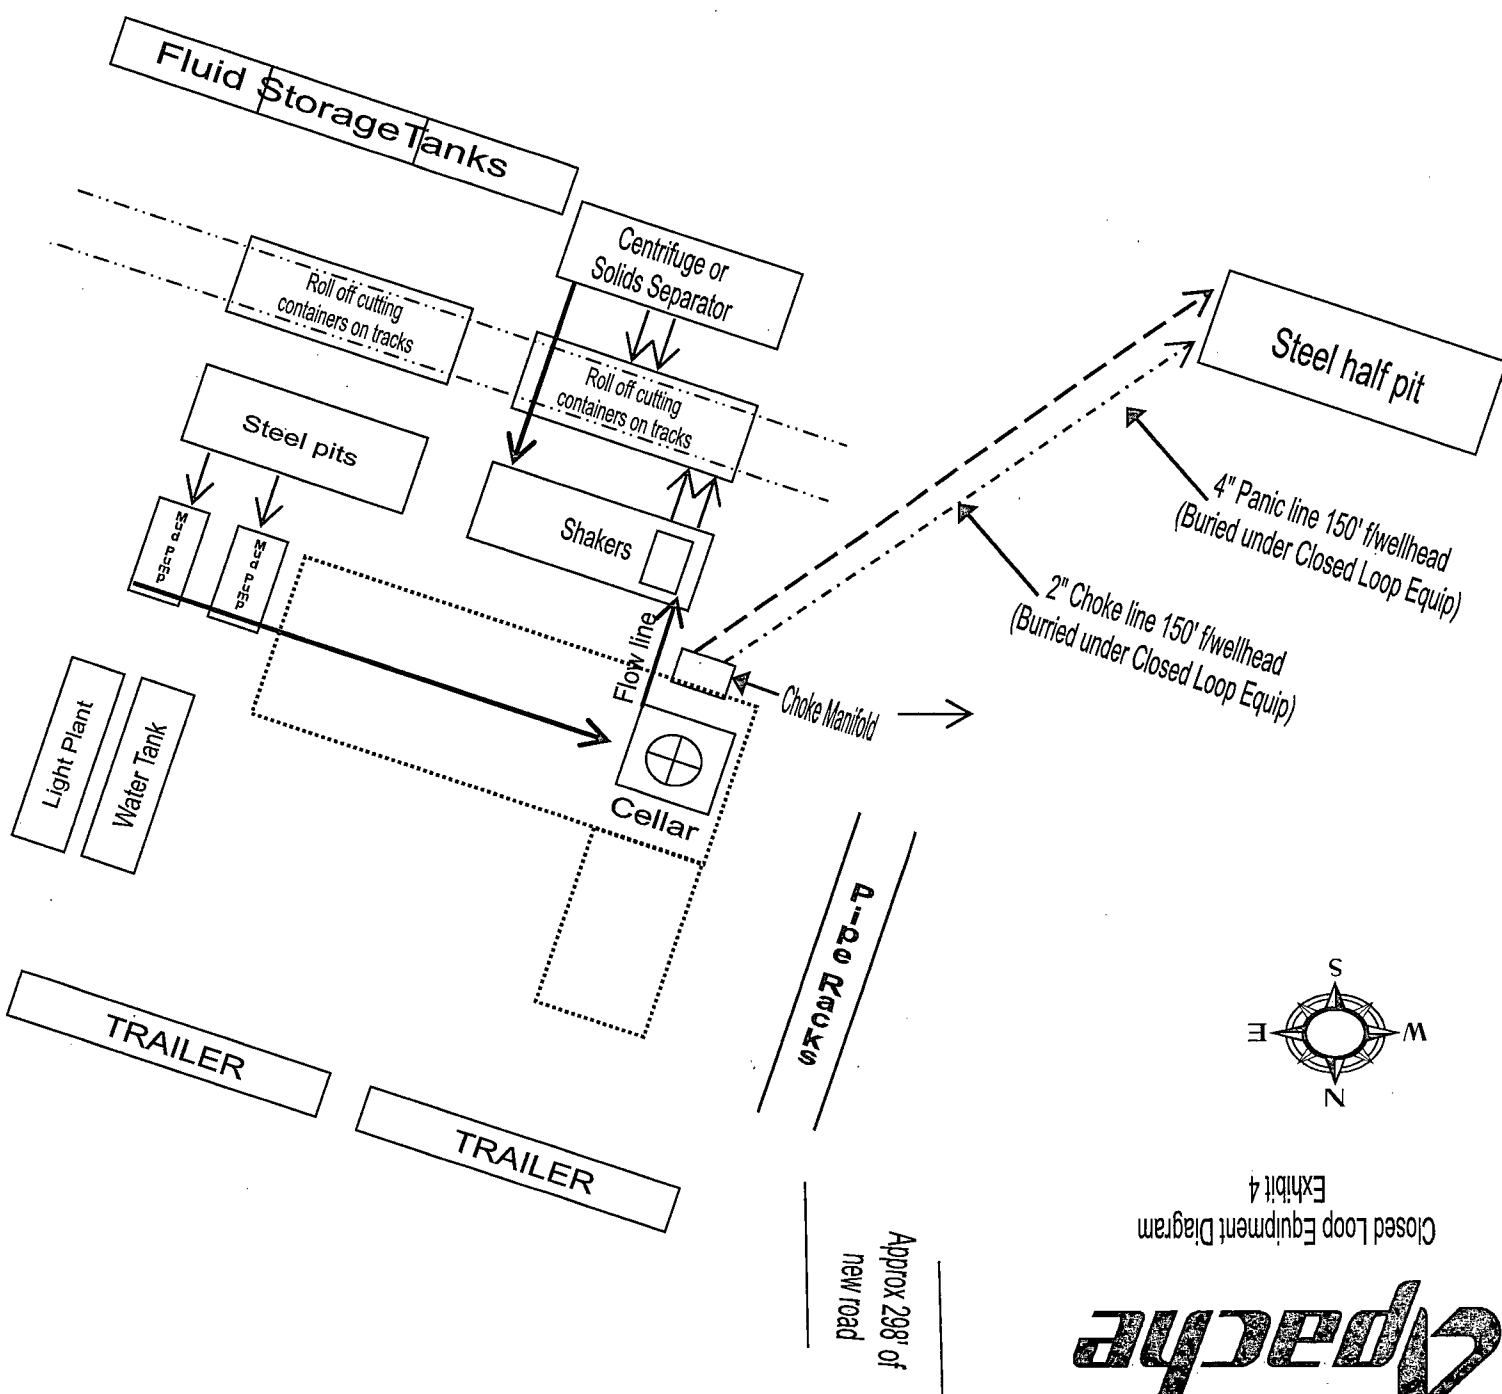 Fluid Storage Tanks
Centrifuge or
Solids Separator
Roll off cutting
containers on tracks
Roll off cutting
containers on tracks
Steel half pit
Steel pits
Shakers
4" Panic line 150' f/wellhead
(Buried under Closed Loop Equip)
2" Choke line 150' f/wellhead
(Burried under Closed Loop Equip)
Mud Pump
Mud Pump
Flow line
Choke Manifold
Light Plant
Water Tank
Cellar
Pipe Racks
TRAILER
TRAILER
S
E
W
N
Approx 298' of
new road
Exhibit 4
Closed Loop Equipment Diagram
apache